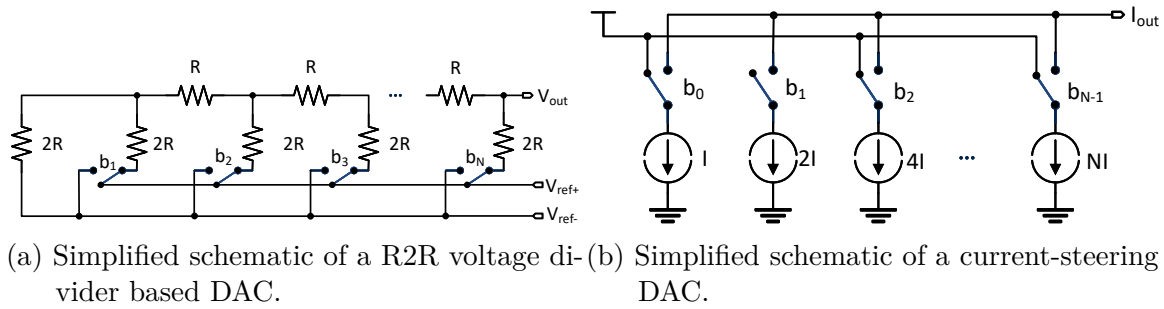 R
R
R
...
V_out
2R
2R
2R
2R
2R
b_1
b_2
b_3
b_N
V_ref+
V_ref-
I_out
b_0
b_1
b_2
b_N-1
I
2I
4I
...
NI
(a) Simplified schematic of a R2R voltage di-
vider based DAC.
(b) Simplified schematic of a current-steering
DAC.